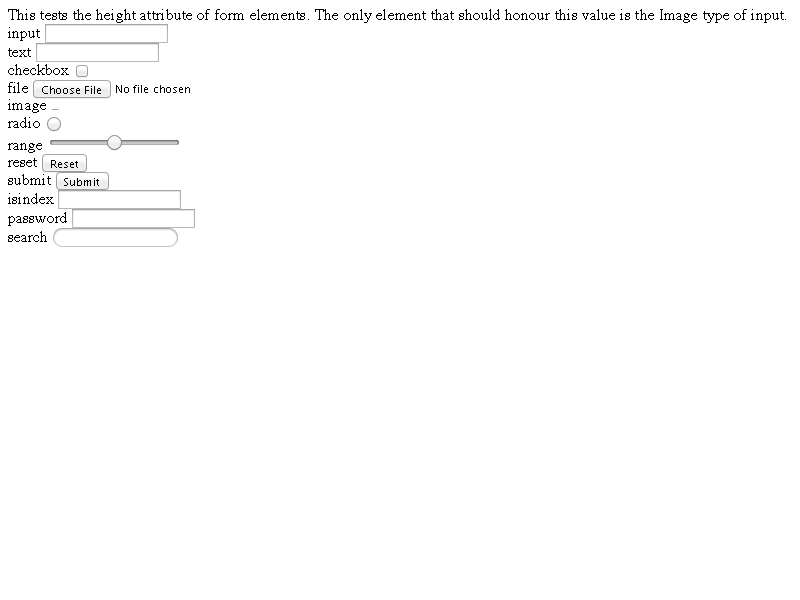 This tests the height attribute of form elements. The only element that should honour this value is the Image type of input.
input
text
checkbox
file Choose File No file chosen
image
radio
range
reset Reset
submit Submit
isindex
password
search